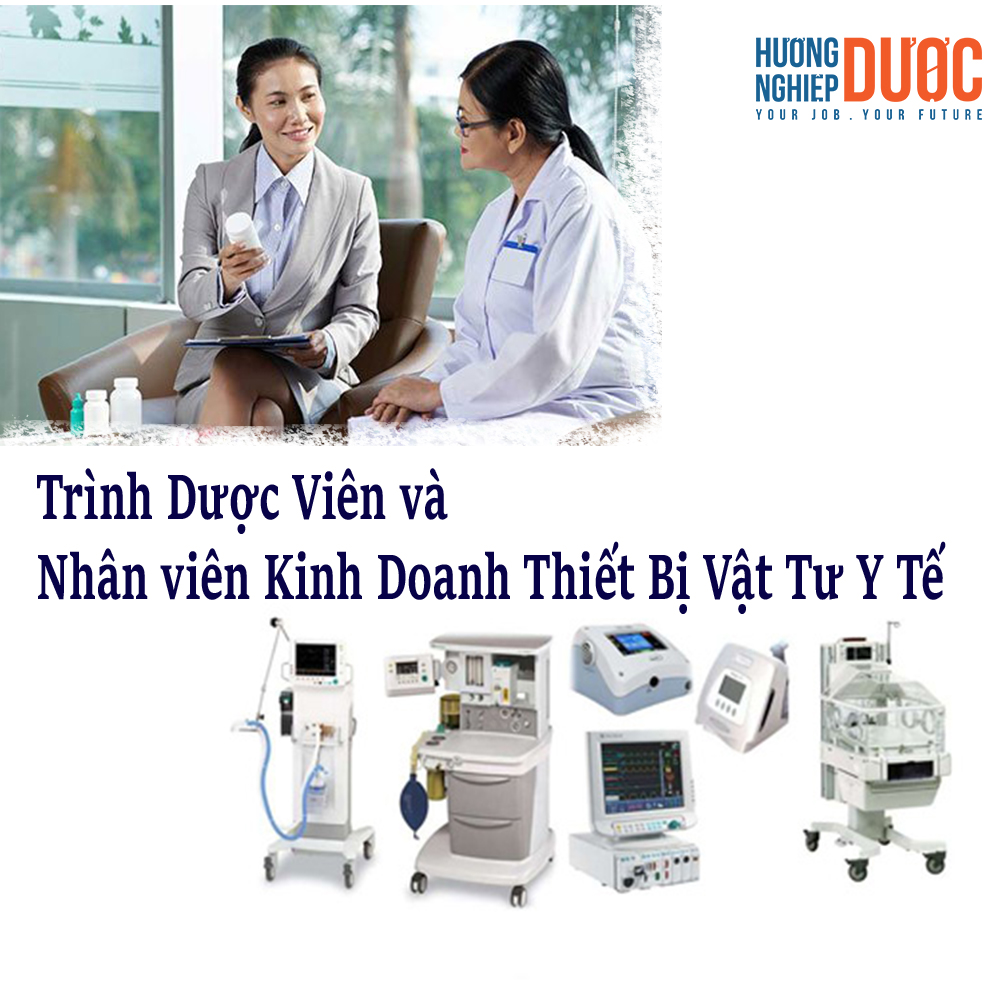 HƯỚNG
NGHIỆP
DƯỢC
YOUR JOB . YOUR FUTURE
Trình Dược Viên và
Nhân viên Kinh Doanh Thiết Bị Vật Tư Y Tế